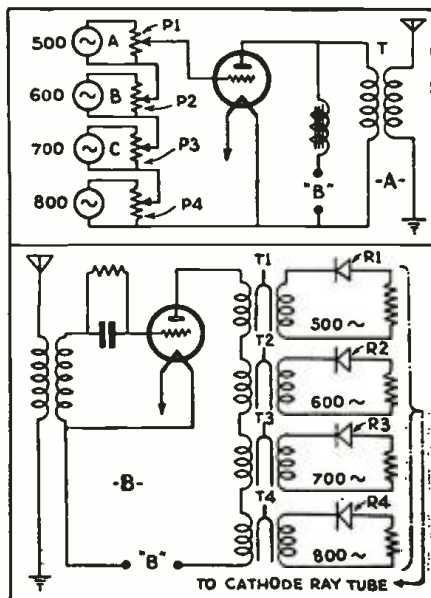 P1
500 A
T
600 B
P2
700 C
P3
800
P4
"B"
-A-
T1
R1
500~
T2
R2
600~
T3
R3
-B-
700~
T4
R4
"B"
800~
TO CATHODE RAY TUBE